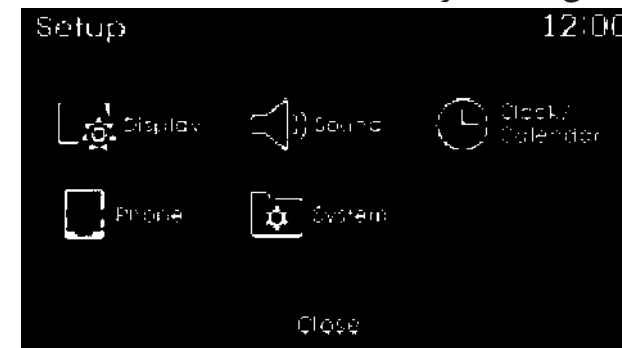 Setup 12:00
Display Sound Clock/
Calendar
Phone System
Close